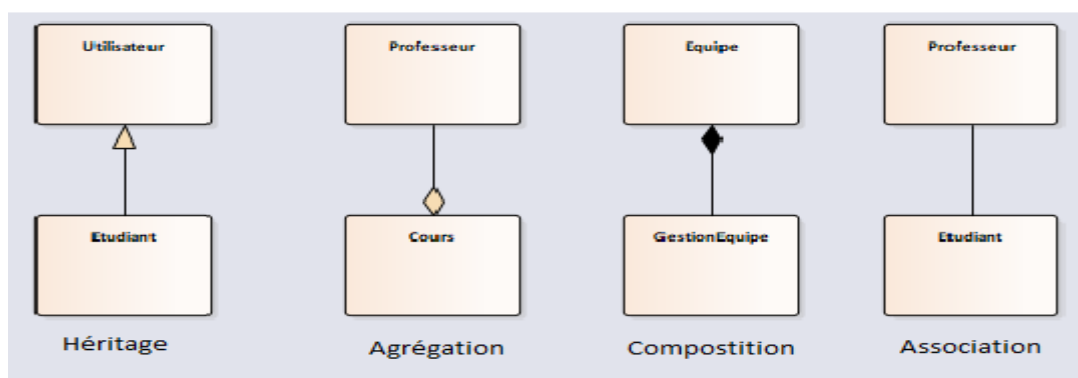 Utilisateur
Professeur
Equipe
Professeur
Etudiant
Cours
GestionEquipe
Etudiant
Héritage
Agrégation
Compostition
Association